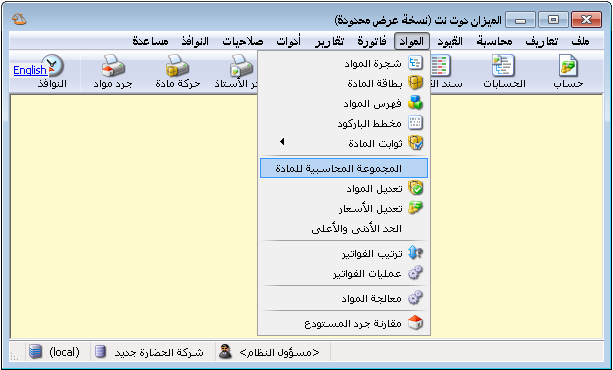 الميزان دوت نت (نسخة عرض محدودة)
ملف تعاريف محاسبة القيود المواد فاتورة تقارير أدوات صلاحيات النوافذ مساعدة
حساب الحسابات سند حركة مادة جرد مواد النوافذ
English
شجرة المواد
بطاقة المادة
فهرس المواد
مخطط الباركود
ثوابت المادة
المجموعة المحاسبية للمادة
تعديل المواد
تعديل الأسعار
الحد الأدنى والأعلى
ترتيب الفواتير
عمليات الفواتير
معالجة المواد
مقارنة جرد المستودع
<مسؤول النظام> شركة الحضارة جديد (local)